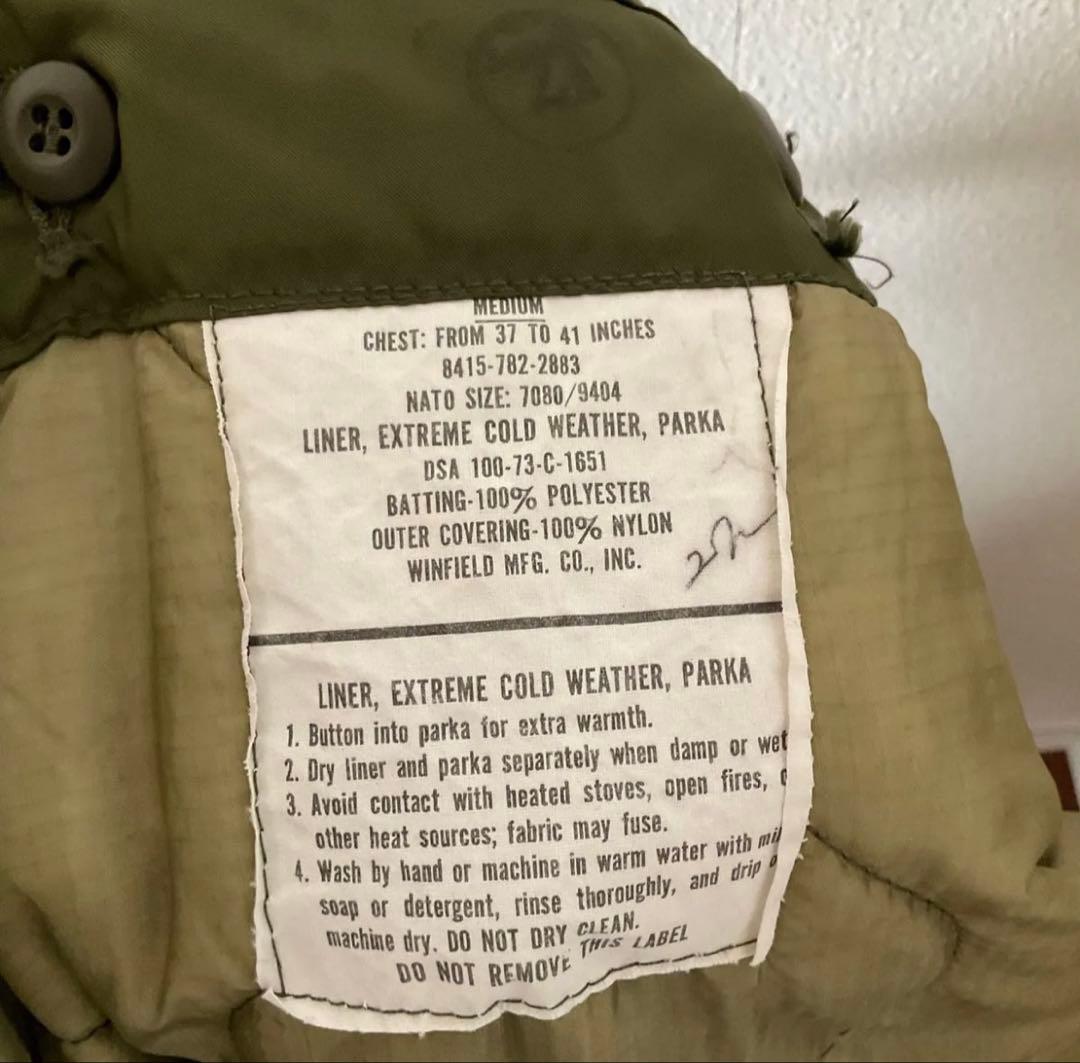 MEDIUM
CHEST: FROM 37 TO 41 INCHES
8415-782-2883
NATO SIZE: 7080/9404
LINER, EXTREME COLD WEATHER, PARKA
DSA 100-73-C-1651
BATTING-100% POLYESTER
OUTER COVERING-100% NYLON
WINFIELD MFG. CO., INC.
LINER, EXTREME COLD WEATHER, PARKA
1. Button into parka for extra warmth.
2. Dry liner and parka separately when damp or wet
3. Avoid contact with heated stoves, open fires,
other heat sources; fabric may fuse.
4. Wash by hand or machine in warm water with
soap or detergent, rinse thoroughly, and drip
machine dry. DO NOT DRY CLEAN.
DO NOT REMOVE THIS LABEL